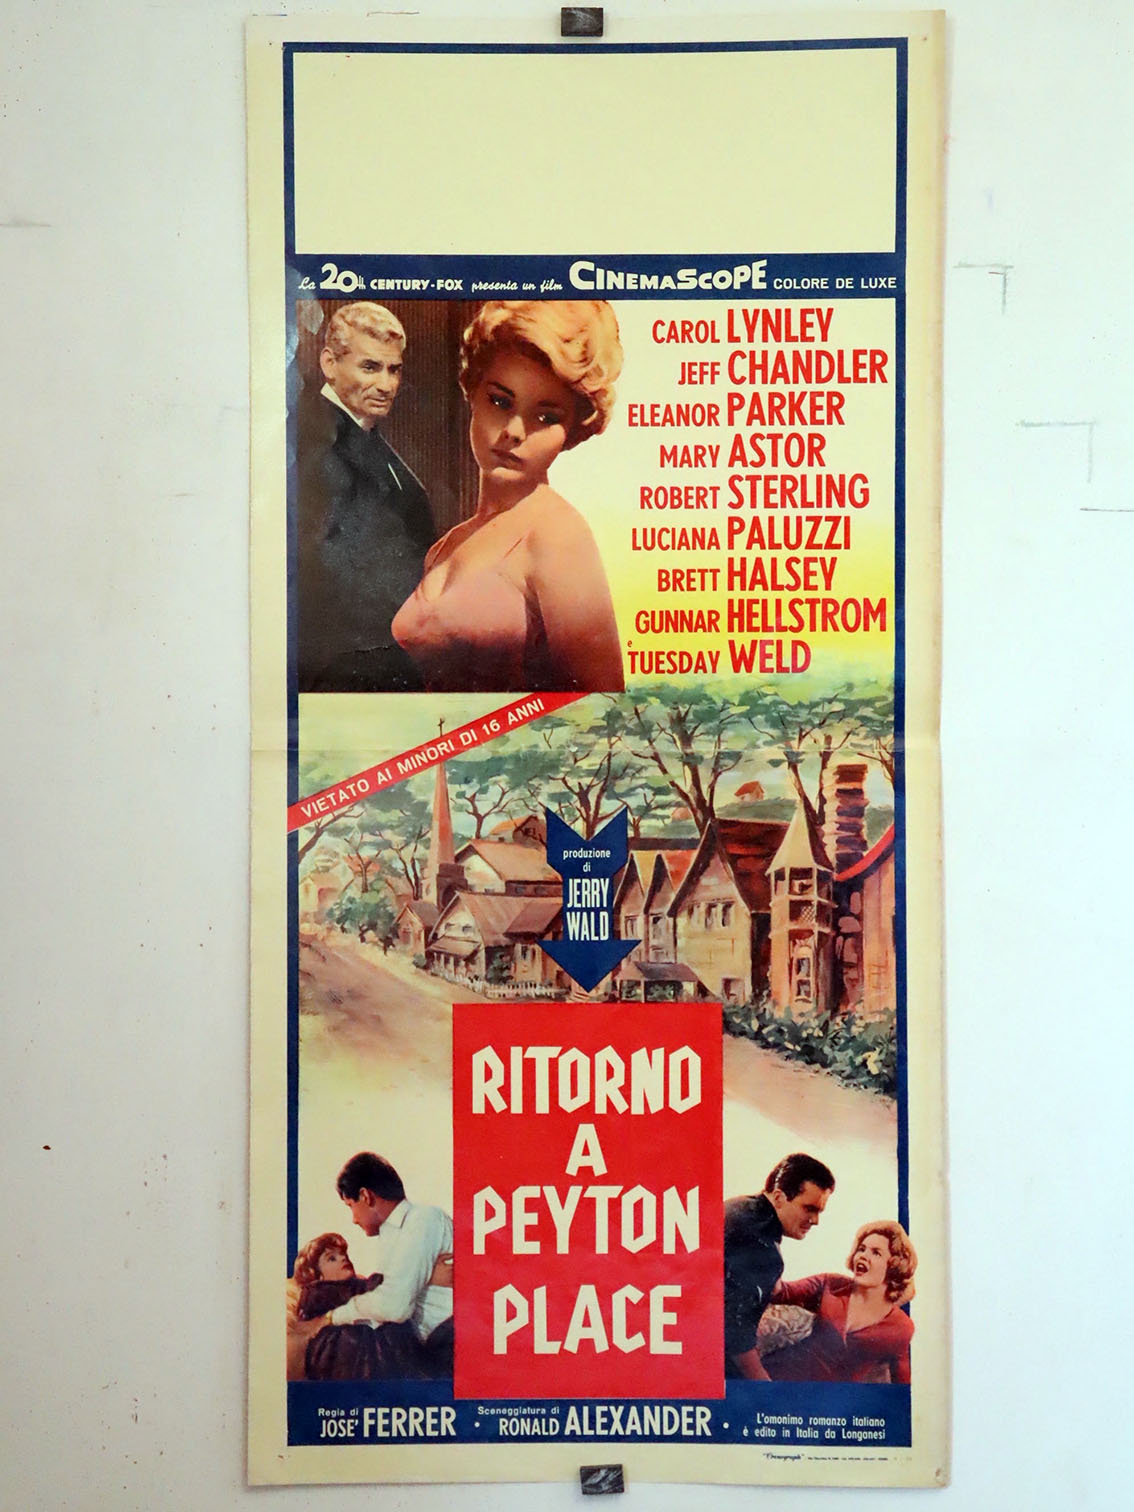 La 20th CENTURY-FOX presenta un film CINEMASCOPE COLORE DE LUXE
CAROL LYNLEY
JEFF CHANDLER
ELEANOR PARKER
MARY ASTOR
ROBERT STERLING
LUCIANA PALUZZI
BRETT HALSEY
GUNNAR HELLSTROM
e
TUESDAY WELD
VIETATO AI MINORI DI 16 ANNI
produzione
di
JERRY
WALD
RITORNO
A
PEYTON
PLACE
Regia di
JOSE' FERRER
Sceneggiatura di
• RONALD ALEXANDER •
L'omonimo romanzo italiano
è edito in Italia da Longanesi